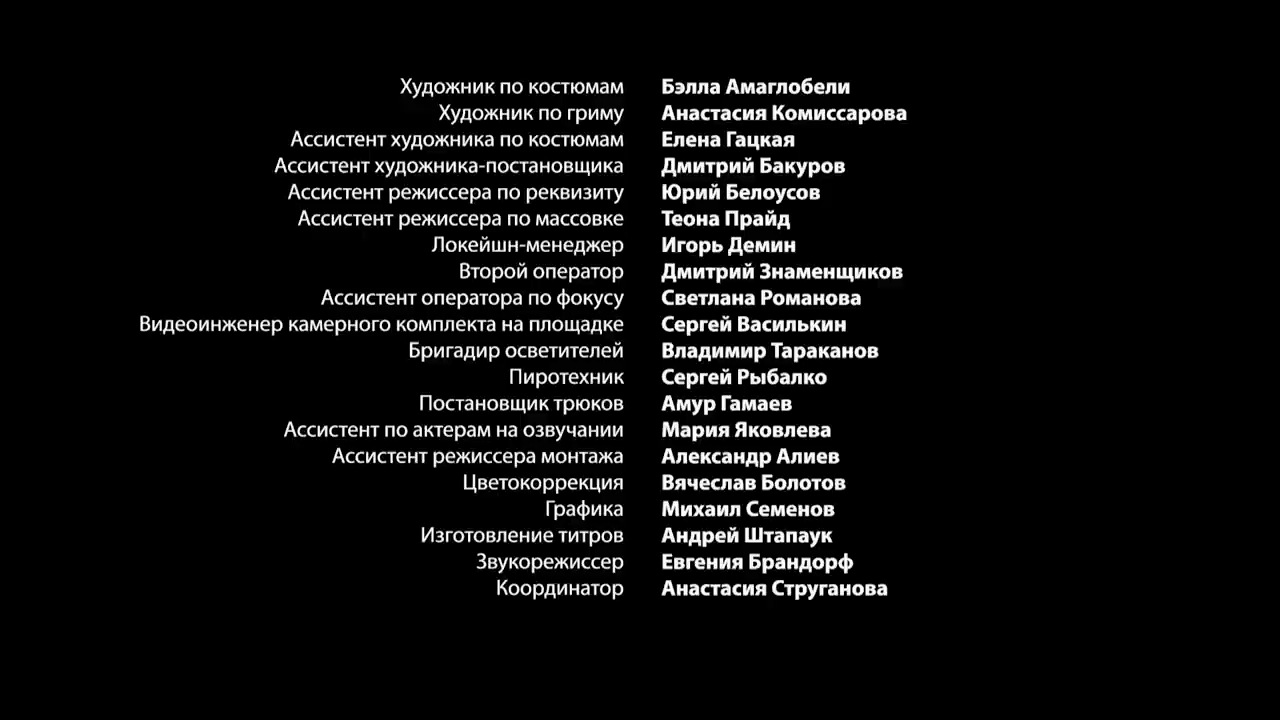 Художник по костюмам Бэлла Амаглобели
Художник по гриму Анастасия Комиссарова
Ассистент художника по костюмам Елена Гацкая
Ассистент художника-постановщика Дмитрий Бакуров
Ассистент режиссера по реквизиту Юрий Белоусов
Ассистент режиссера по массовке Теона Прайд
Локейшн-менеджер Игорь Демин
Второй оператор Дмитрий Знаменщиков
Ассистент оператора по фокусу Светлана Романова
Видеоинженер камерного комплекта на площадке Сергей Василькин
Бригадир осветителей Владимир Тараканов
Пиротехник Сергей Рыбалко
Постановщик трюков Амур Гамаев
Ассистент по актерам на озвучании Мария Яковлева
Ассистент режиссера монтажа Александр Алиев
Цветокоррекция Вячеслав Болотов
Графика Михаил Семенов
Изготовление титров Андрей Штапаук
Звукорежиссер Евгения Брандорф
Координатор Анастасия Струганова